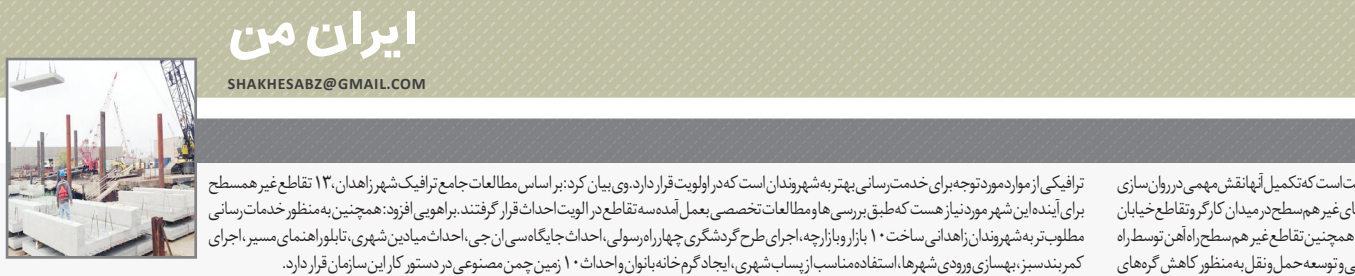 ایران من
SHAKHESABZ@GMAIL.COM
ت است که تکمیل آنها نقش مهمی در روان سازی
ای غیر هم سطح در میدان کارگر و تقاطع خیابان
همچنین تقاطع غیر هم سطح راه آهن توسط راه
ی و توسعه حمل و نقل به منظور کاهش گره های
ترافیکی از موارد مورد توجه برای خدمت رسانی بهتر به شهروندان است که در اولویت قرار دارد. وی بیان کرد: بر اساس مطالعات جامع ترافیک شهر زاهدان، ۱۳ تقاطع غیر همسطح
برای آینده این شهر مورد نیاز هست که طبق بررسی ها و مطالعات تخصصی بعمل آمده سه تقاطع در الویت احداث قرار گرفتند. براهویی افزود: همچنین به منظور خدمات رسانی
مطلوب تر به شهروندان زاهدانی ساخت ۱۰ بازار و بازارچه، اجرای طرح گردشگری چهارراه رسولی، احداث جایگاه سی ان جی، احداث میادین شهری، تابلو راهنمای مسیر، اجرای
کمربند سبز، بهسازی ورودی شهرها، استفاده مناسب از پساب شهری، ایجاد گرم خانه بانوان و احداث ۱۰ زمین چمن مصنوعی در دستور کار این سازمان قرار دارد.